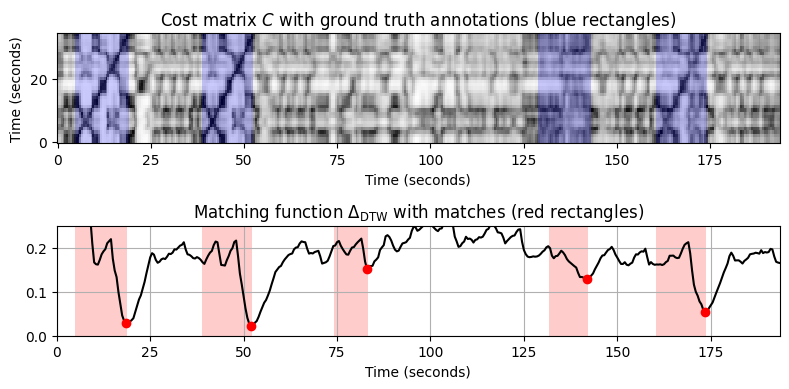 Cost matrix C with ground truth annotations (blue rectangles)
Time (seconds)
20
0
0 25 50 75 100 125 150 175
Time (seconds)
Matching function Δ_DTW with matches (red rectangles)
0.2
0.1
0.0
0 25 50 75 100 125 150 175
Time (seconds)